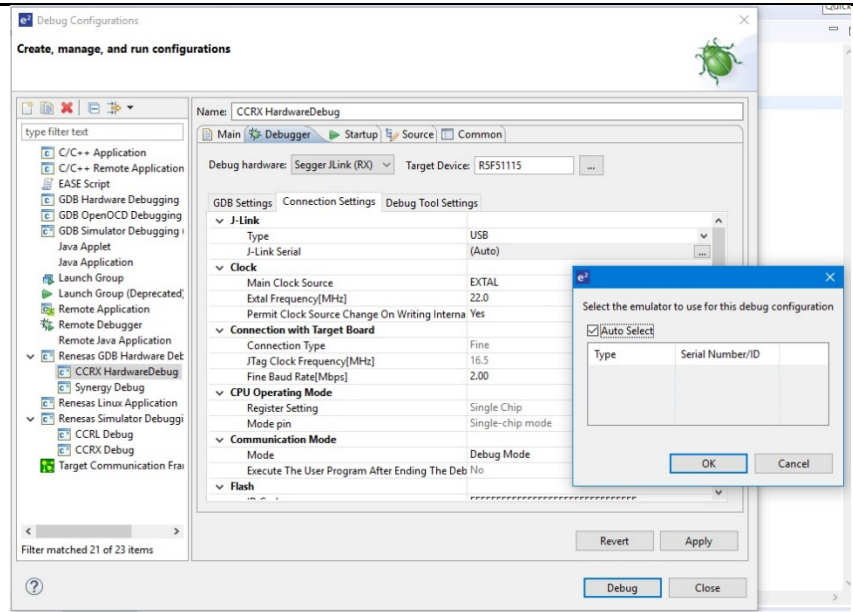 Debug Configurations
Create, manage, and run configurations
type filter text
C/C++ Application
C/C++ Remote Application
EASE Script
GDB Hardware Debugging
GDB OpenOCD Debugging
GDB Simulator Debugging (
Java Applet
Java Application
Launch Group
Launch Group (Deprecated)
Remote Application
Remote Debugger
Remote Java Application
Renesas GDB Hardware Deb
CCRX HardwareDebug
Synergy Debug
Renesas Linux Application
Renesas Simulator Debuggi
CCRL Debug
CCRX Debug
Target Communication Fra
Filter matched 21 of 23 items
Name: CCRX HardwareDebug
Main Debugger Startup Source Common
Debug hardware: Segger JLink (RX) Target Device: R5F51115 ...
GDB Settings Connection Settings Debug Tool Settings
J-Link
Type USB
J-Link Serial (Auto) ...
Clock
Main Clock Source EXTAL
Extal Frequency[MHz] 22.0
Permit Clock Source Change On Writing Interna Yes
Connection with Target Board
Connection Type Fine
JTag Clock Frequency[MHz] 16.5
Fine Baud Rate[Mbps] 2.00
CPU Operating Mode
Register Setting Single Chip
Mode pin Single-chip mode
Communication Mode
Mode Debug Mode
Execute The User Program After Ending The Deb No
Flash
Revert Apply
Debug Close
e²
Select the emulator to use for this debug configuration
Auto Select
Type Serial Number/ID
OK Cancel
Quick